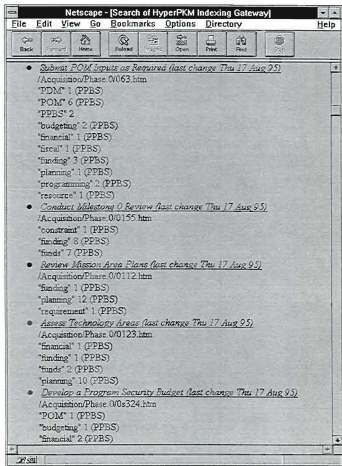 Netscape - [Search of HyperPKM Indexing Gateway]
File Edit View Go Bookmarks Options Directory Help
Back Forward Home Reload Images Open Print Find Stop
Submit POM Inputs as Required (last change Thu 17 Aug 95)
/Acquisition/Phase.0/063.htm
"PDM" 1 (PPBS)
"POM" 6 (PPBS)
"PPBS" 2
"budgeting" 2 (PPBS)
"financial" 1 (PPBS)
"fiscal" 1 (PPBS)
"funding" 3 (PPBS)
"planning" 1 (PPBS)
"programming" 2 (PPBS)
"resource" 1 (PPBS)
Conduct Milestone 0 Review (last change Thu 17 Aug 95)
/Acquisition/Phase.0/0155.htm
"constraint" 1 (PPBS)
"funding" 8 (PPBS)
"funds" 7 (PPBS)
Review Mission Area Plans (last change Thu 17 Aug 95)
/Acquisition/Phase.0/0112.htm
"funding" 1 (PPBS)
"planning" 12 (PPBS)
"requirement" 1 (PPBS)
Assess Technology Areas (last change Thu 17 Aug 95)
/Acquisition/Phase.0/0123.htm
"financial" 1 (PPBS)
"funding" 1 (PPBS)
"funds" 2 (PPBS)
"planning" 10 (PPBS)
Develop a Program Security Budget (last change Thu 17 Aug 95)
/Acquisition/Phase.0/0s324.htm
"POM" 1 (PPBS)
"budgeting" 1 (PPBS)
"financial" 2 (PPBS)